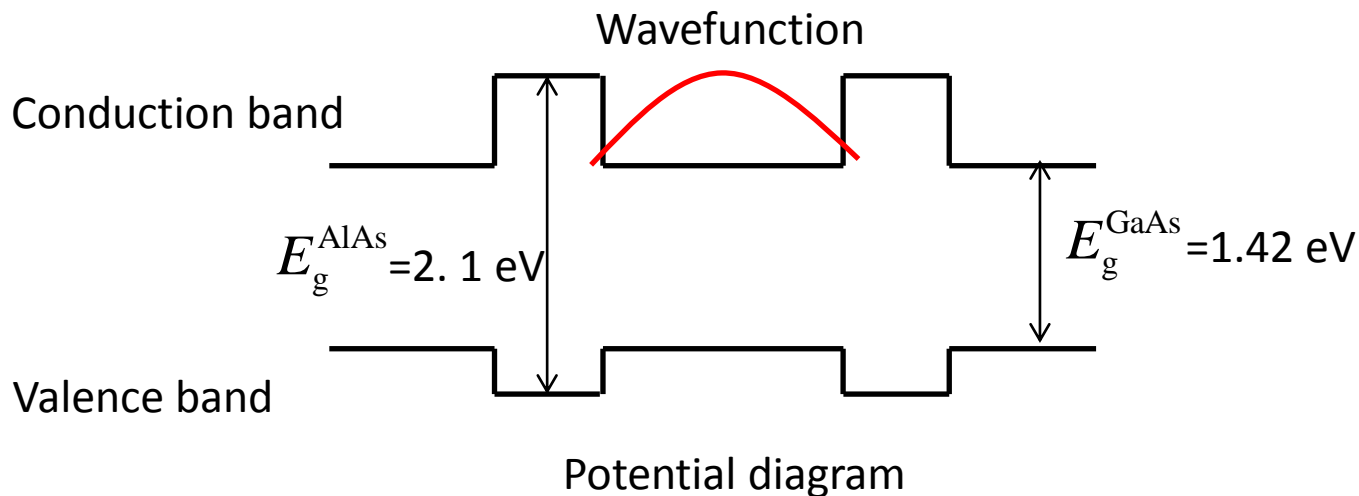 Wavefunction
Conduction band
E_g^AlAs =2. 1 eV
E_g^GaAs =1.42 eV
Valence band
Potential diagram